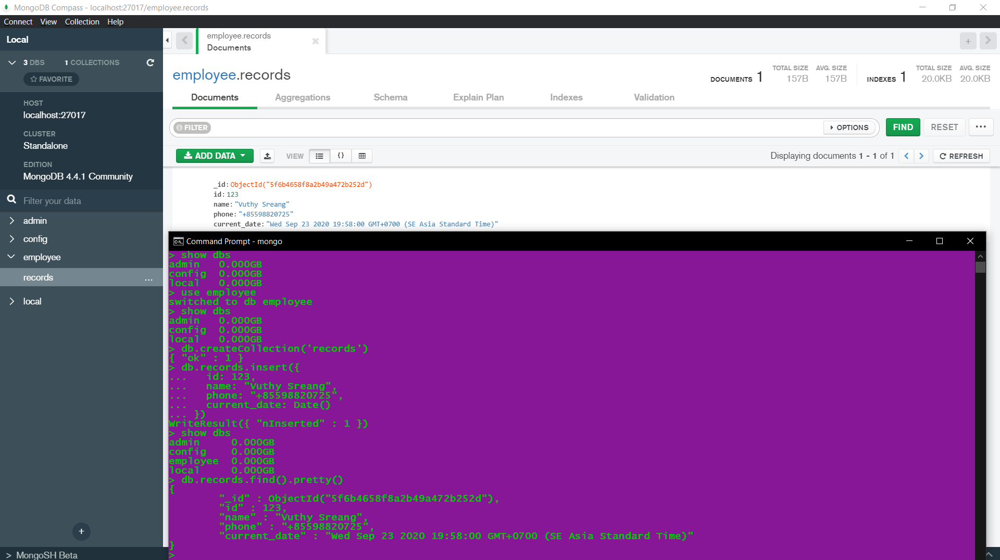 MongoDB Compass - localhost:27017/employee.records
Connect View Collection Help
Local
employee.records
Documents
3 DBS 1 COLLECTIONS
FAVORITE
HOST
localhost:27017
CLUSTER
Standalone
EDITION
MongoDB 4.4.1 Community
Filter your data
admin
config
employee
records ...
local
> MongoSH Beta
employee.records
DOCUMENTS 1 TOTAL SIZE 157B AVG. SIZE 157B INDEXES 1 TOTAL SIZE 20.0KB AVG. SIZE 20.0KB
Documents Aggregations Schema Explain Plan Indexes Validation
FILTER OPTIONS FIND RESET ...
ADD DATA VIEW {} Displaying documents 1 - 1 of 1 REFRESH
_id: ObjectId("5f6b4658f8a2b49a472b252d")
id: 123
name: "Vuthy Sreang"
phone: "+85598820725"
current_date: "Wed Sep 23 2020 19:58:00 GMT+0700 (SE Asia Standard Time)"
Command Prompt - mongo
> show dbs
admin 0.000GB
config 0.000GB
local 0.000GB
> use employee
switched to db employee
> show dbs
admin 0.000GB
config 0.000GB
local 0.000GB
> db.createCollection('records')
{ "ok" : 1 }
> db.records.insert({
... id: 123,
... name: "Vuthy Sreang",
... phone: "+85598820725",
... current_date: Date()
... })
WriteResult({ "nInserted" : 1 })
> show dbs
admin 0.000GB
config 0.000GB
employee 0.000GB
local 0.000GB
> db.records.find().pretty()
{
"_id" : ObjectId("5f6b4658f8a2b49a472b252d"),
"id" : 123,
"name" : "Vuthy Sreang",
"phone" : "+85598820725",
"current_date" : "Wed Sep 23 2020 19:58:00 GMT+0700 (SE Asia Standard Time)"
}
>